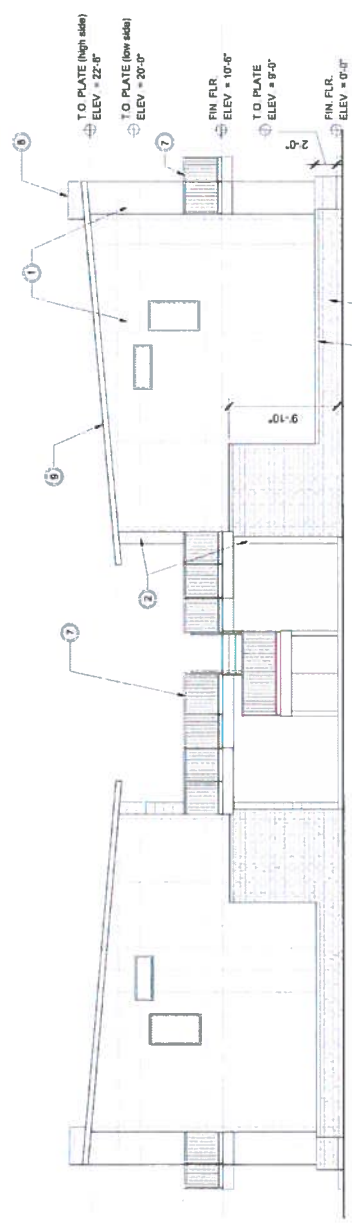 8
T.O. PLATE (high side)
ELEV. = 22'-6"
1
9
T.O. PLATE (low side)
ELEV. = 20'-0"
7
2
7
FIN. FLR.
ELEV. = 10'-6"
T.O. PLATE
ELEV. = 9'-0"
9'-10"
2'-0"
FIN. FLR.
ELEV. = 0'-0"